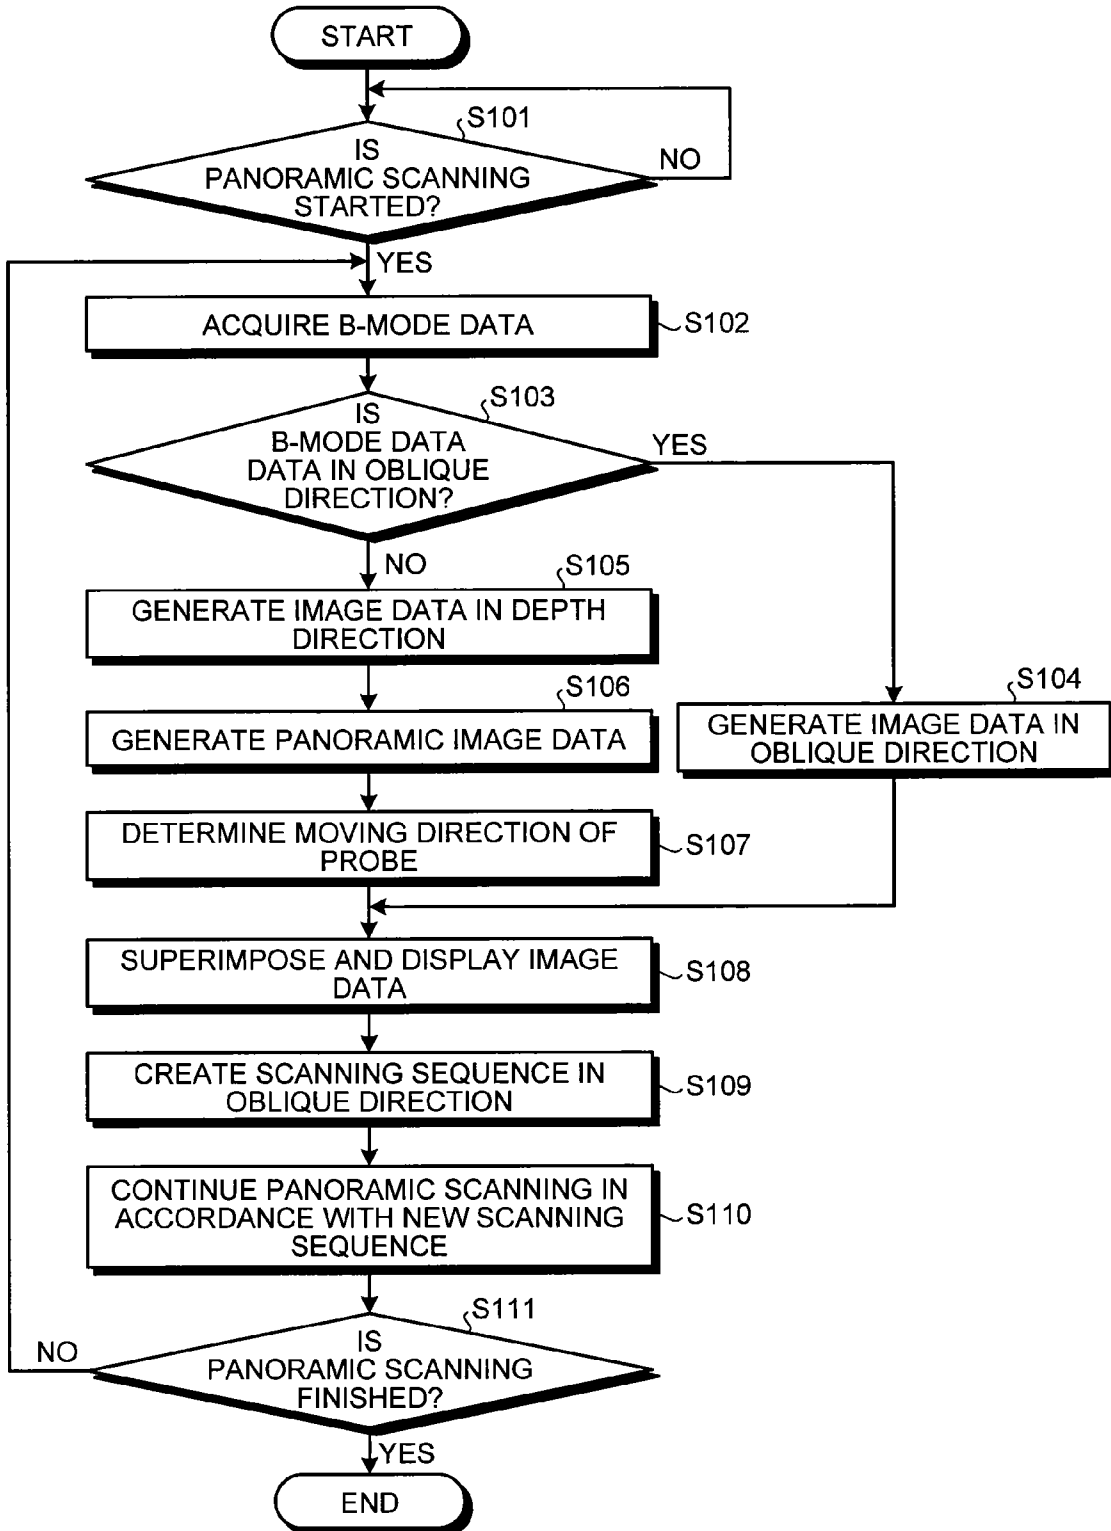 START
S101
IS
PANORAMIC SCANNING
STARTED?
NO
YES
ACQUIRE B-MODE DATA
S102
S103
IS
B-MODE DATA
DATA IN OBLIQUE
DIRECTION?
YES
NO
S105
GENERATE IMAGE DATA IN DEPTH
DIRECTION
S106
GENERATE PANORAMIC IMAGE DATA
S104
GENERATE IMAGE DATA IN
OBLIQUE DIRECTION
DETERMINE MOVING DIRECTION OF
PROBE
S107
SUPERIMPOSE AND DISPLAY IMAGE
DATA
S108
CREATE SCANNING SEQUENCE IN
OBLIQUE DIRECTION
S109
CONTINUE PANORAMIC SCANNING IN
ACCORDANCE WITH NEW SCANNING
SEQUENCE
S110
S111
IS
PANORAMIC SCANNING
FINISHED?
NO
YES
END